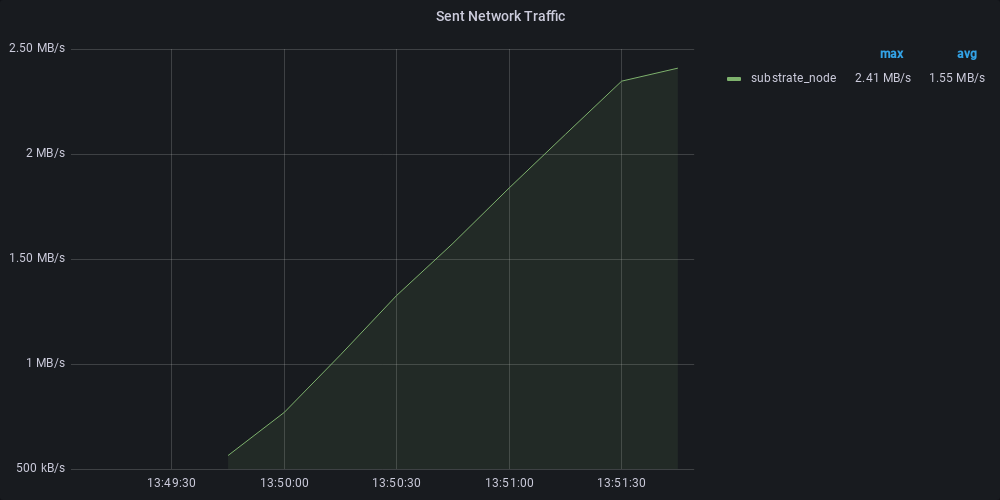 Sent Network Traffic
2.50 MB/s
2 MB/s
1.50 MB/s
1 MB/s
500 kB/s
13:49:30 13:50:00 13:50:30 13:51:00 13:51:30
max avg
substrate_node 2.41 MB/s 1.55 MB/s